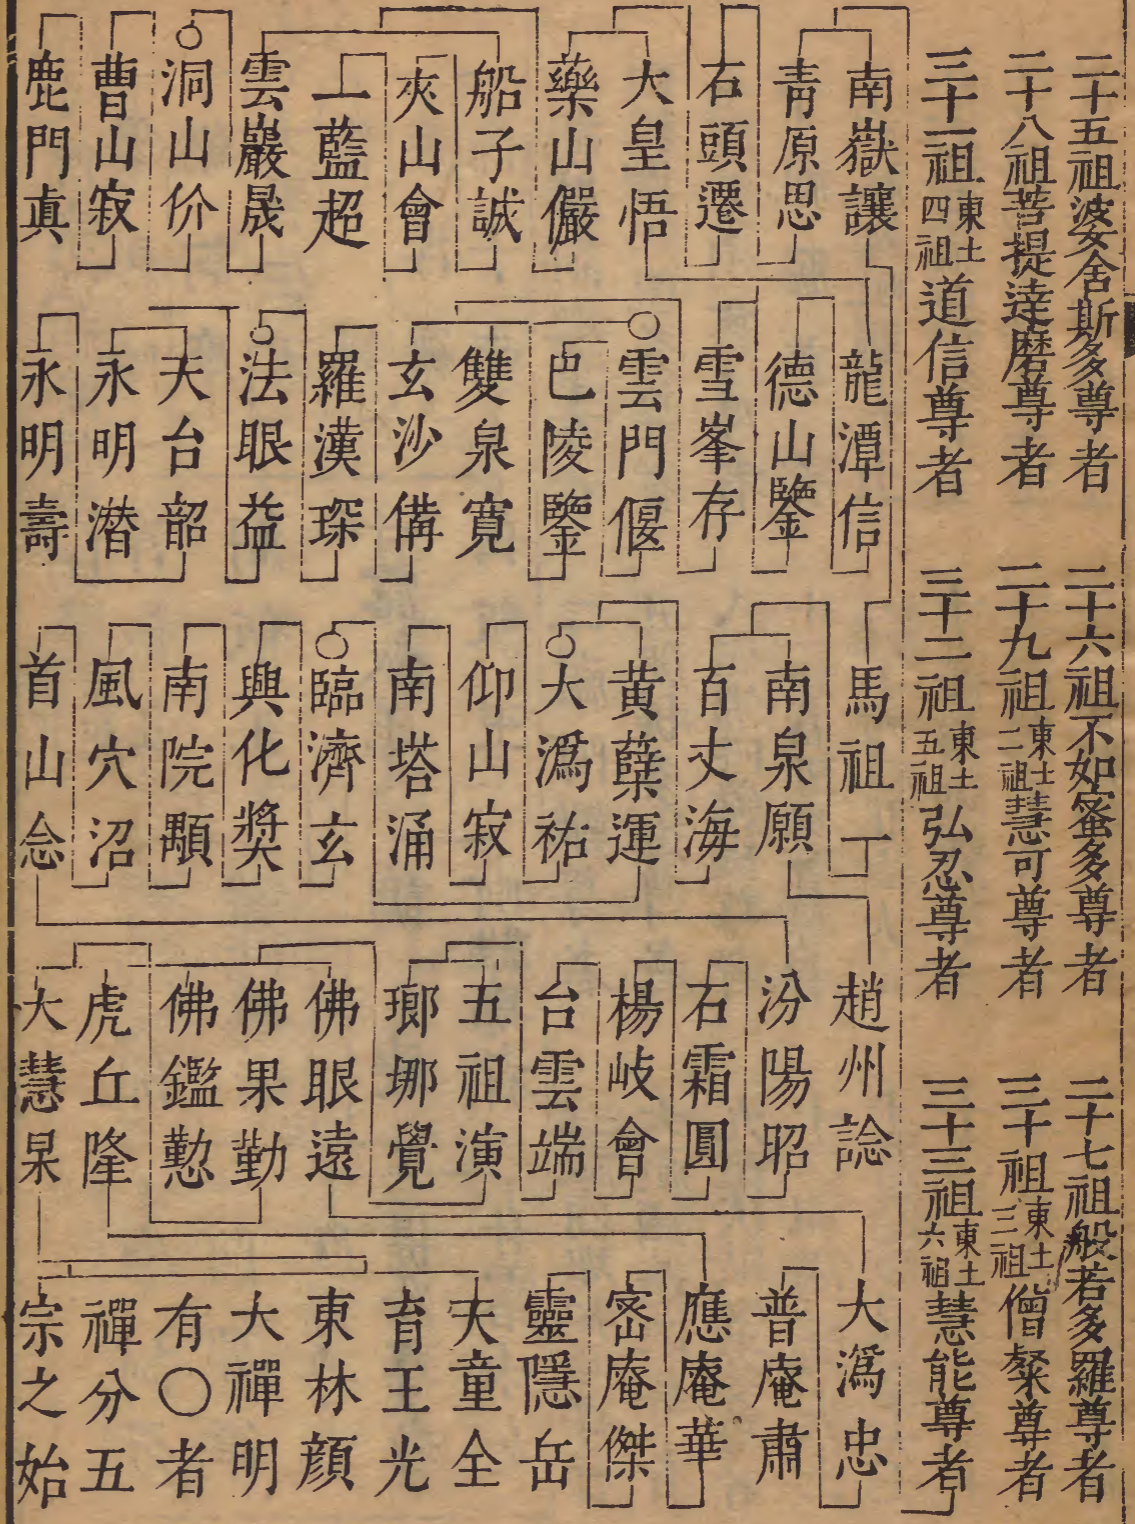 二十五祖婆舍斯多尊者
二十六祖不如蜜多尊者
二十七祖般若多羅尊者
二十八祖菩提達磨尊者
二十九祖東土二祖慧可尊者
三十祖東土三祖僧粲尊者
三十一祖東土四祖道信尊者
三十二祖東土五祖弘忍尊者
三十三祖東土六祖慧能尊者
南嶽讓
青原思
石頭遷
大皇悟
藥山儼
船子誠
夾山會
一藍超
雲巖晟
洞山价
曹山寂
鹿門真
龍潭信
德山鑒
雪峯存
雲門偃
巴陵鑒
雙泉寬
玄沙備
羅漢琛
法眼益
天台韶
永明潜
永明壽
馬祖一
南泉願
百丈海
黄蘖運
大溈祐
仰山寂
南塔涌
臨濟玄
興化奬
南院顒
風穴沼
首山念
趙州諗
汾陽昭
石霜圓
楊岐會
台雲端
五祖演
瑯琊覺
佛眼遠
佛果勤
佛鑑懃
虎丘隆
大慧杲
大溈忠
普庵肅
應庵華
密庵傑
靈隱岳
天童全
育王光
東林顔
大禪明
有〇者
禪分五
宗之始